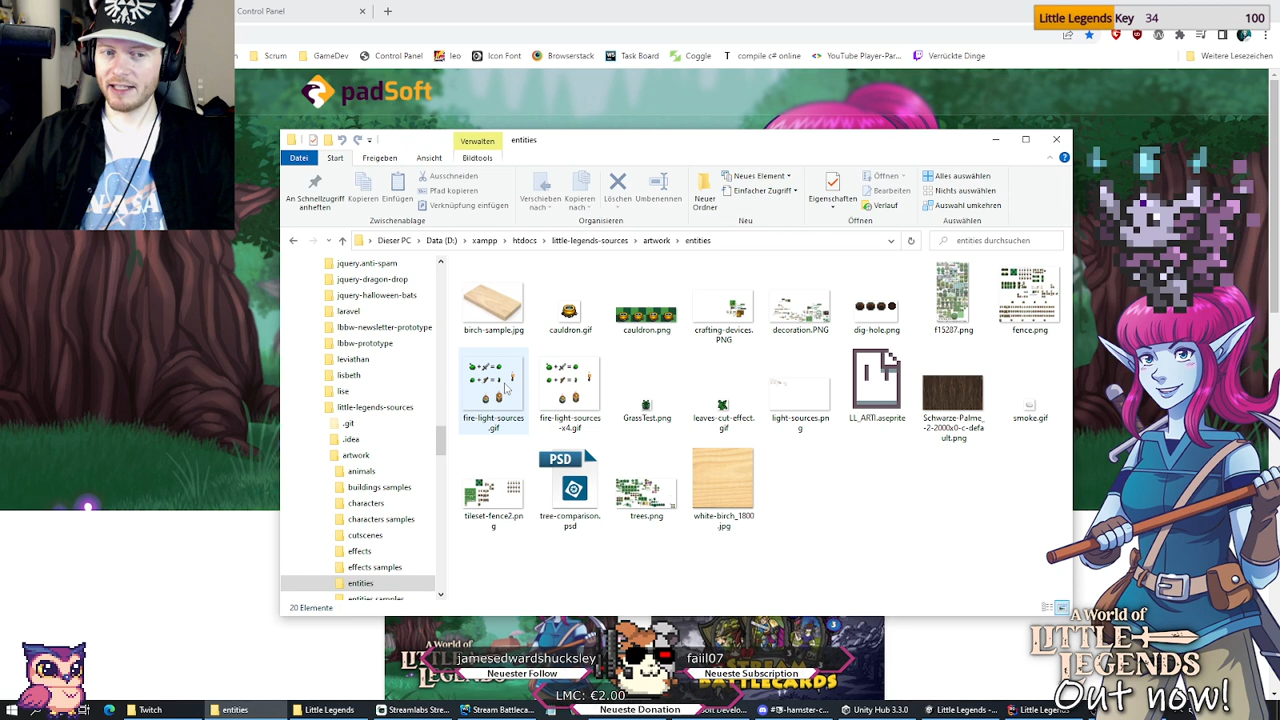 Control Panel
Little Legends Key 34 100
Scrum
GameDev
Control Panel
leo
Icon Font
Browserstack
Task Board
Coggle
compile c# online
YouTube Player-Par...
Verrückte Dinge
Weitere Lesezeichen
padSoft
Verwalten
entities
Datei
Start
Freigeben
Ansicht
Bildtools
An Schnellzugriff
anheften
Kopieren
Einfügen
Ausschneiden
Pfad kopieren
Verknüpfung einfügen
Zwischenablage
Verschieben
nach
Kopieren
nach
Löschen
Umbenennen
Organisieren
Neuer
Ordner
Neues Element
Einfacher Zugriff
Neu
Eigenschaften
Öffnen
Bearbeiten
Verlauf
Öffnen
Alles auswählen
Nichts auswählen
Auswahl umkehren
Auswählen
Dieser PC > Data (D:) > xampp > htdocs > little-legends-sources > artwork > entities
entities durchsuchen
jquery.anti-spam
jquery-dragon-drop
jquery-halloween-bats
laravel
lbbw-newsletter-prototype
lbbw-prototype
leviathan
lisbeth
lise
little-legends-sources
.git
.idea
artwork
animals
buildings samples
characters
characters samples
cutscenes
effects
effects samples
entities
entities samples
birch-sample.jpg
cauldron.gif
cauldron.png
crafting-devices.
PNG
decoration.PNG
dig-hole.png
f15287.png
fence.png
fire-light-sources
.gif
fire-light-sources
-x4.gif
GrassTest.png
leaves-cut-effect.
gif
light-sources.pn
g
LL_ARTI.aseprite
Schwarze-Palme_
-2-2000x0-c-defa
ult.png
smoke.gif
PSD
tileset-fence2.pn
g
tree-comparison.
psd
trees.png
white-birch_1800
.jpg
20 Elemente
A World of
LITTLE
LEGENDS
Out now!
STREAM
BATTLECARDS
jamesedwardshucksley
Neuester Follow
faiil07
Neueste Subscription
LMC: €2.00
Neueste Donation
Twitch
entities
Little Legends
Streamlabs Stre...
Stream Battleca...
#🐹-hamster-c...
Unity Hub 3.3.0
Little Legends -...
Little Legends...